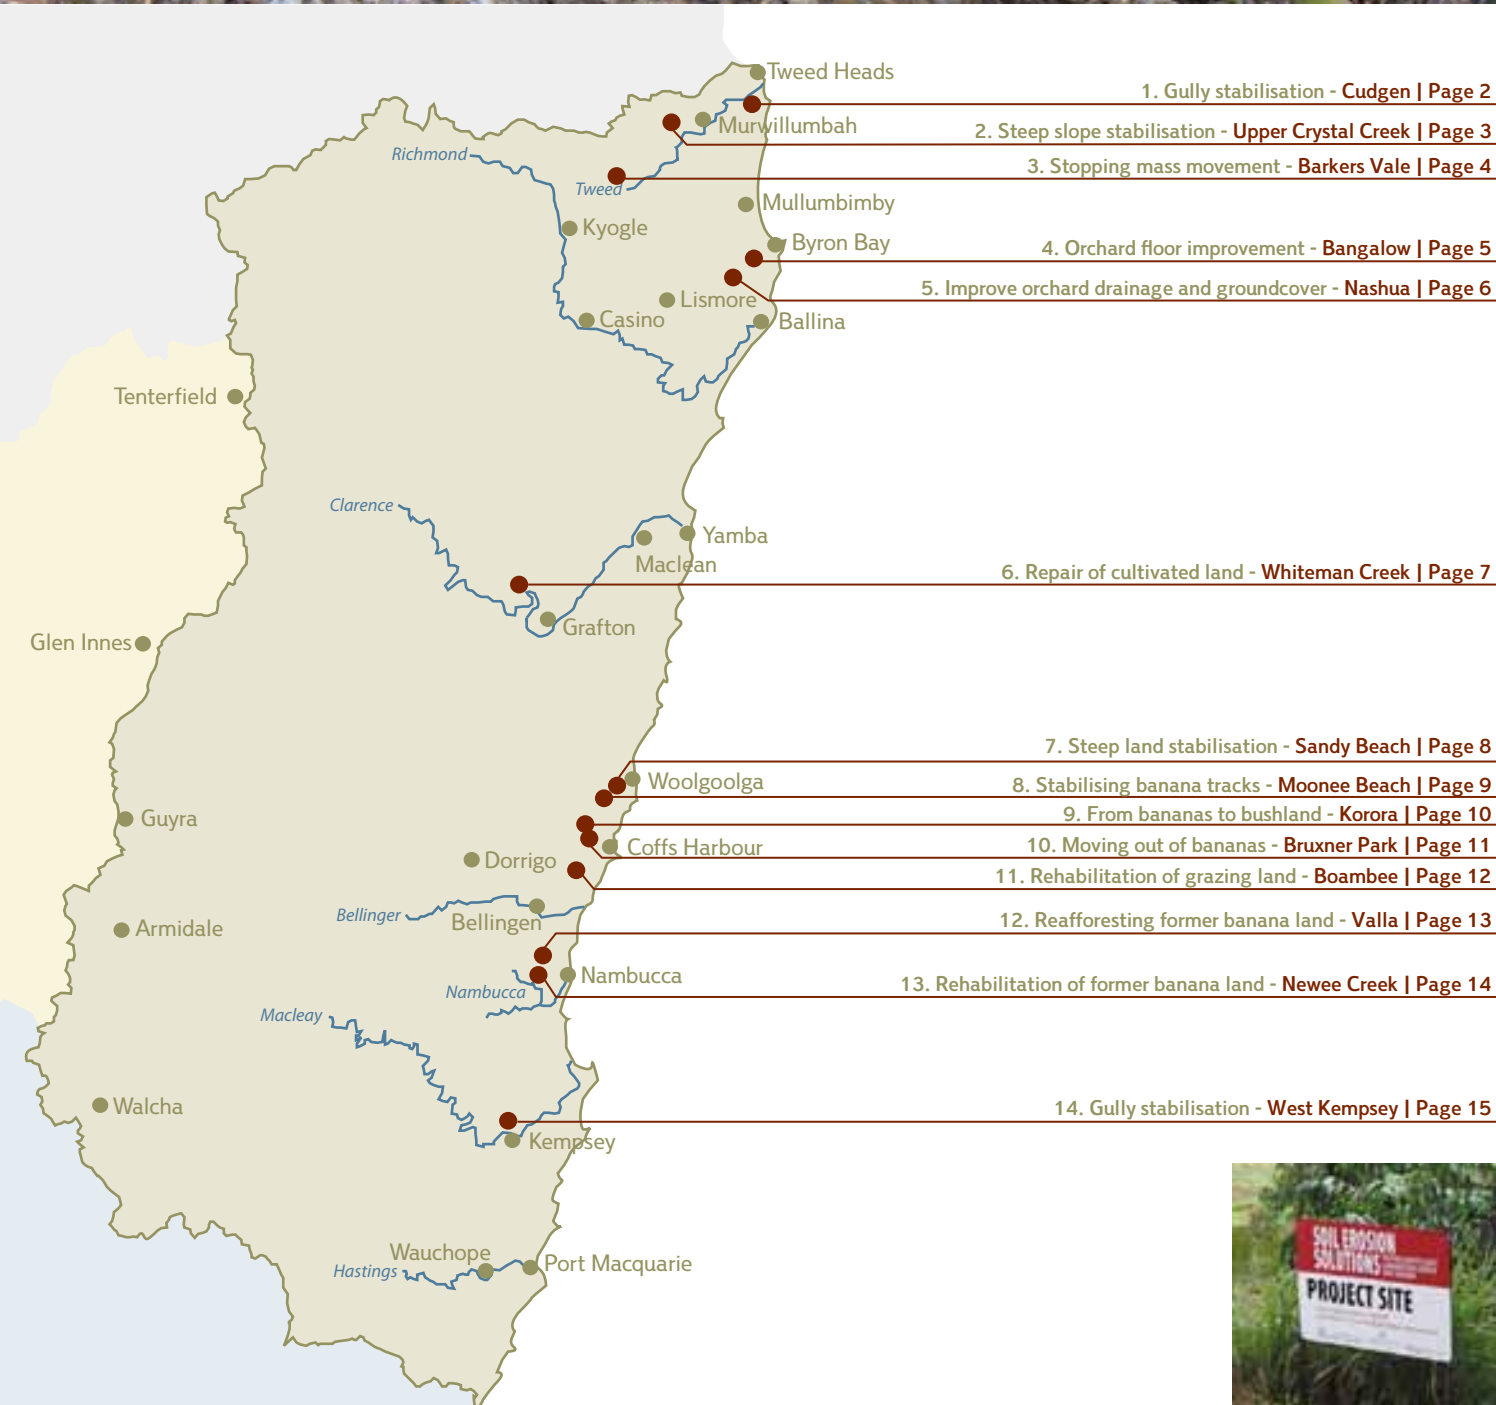 Tweed Heads
1. Gully stabilisation - Cudgen | Page 2
Murwillumbah
2. Steep slope stabilisation - Upper Crystal Creek | Page 3
Richmond
3. Stopping mass movement - Barkers Vale | Page 4
Tweed
Mullumbimby
Kyogle
Byron Bay
4. Orchard floor improvement - Bangalow | Page 5
5. Improve orchard drainage and groundcover - Nashua | Page 6
Lismore
Casino
Ballina
Tenterfield
Clarence
Yamba
Maclean
6. Repair of cultivated land - Whiteman Creek | Page 7
Grafton
Glen Innes
7. Steep land stabilisation - Sandy Beach | Page 8
Woolgoolga
8. Stabilising banana tracks - Moonee Beach | Page 9
9. From bananas to bushland - Korora | Page 10
Guyra
10. Moving out of bananas - Bruxner Park | Page 11
Coffs Harbour
Dorrigo
11. Rehabilitation of grazing land - Boambee | Page 12
Bellinger
Bellingen
12. Reafforesting former banana land - Valla | Page 13
Armidale
Nambucca
13. Rehabilitation of former banana land - Newee Creek | Page 14
Nambucca
Macleay
Walcha
14. Gully stabilisation - West Kempsey | Page 15
Kempsey
Wauchope
Port Macquarie
Hastings
SOIL EROSION
SOLUTIONS
PROJECT SITE